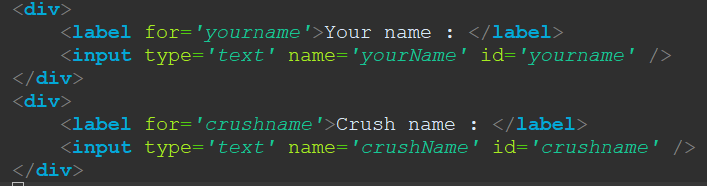 <div>
<label for='yourname'>Your name : </label>
<input type='text' name='yourName' id='yourname' />
</div>
<div>
<label for='crushname'>Crush name : </label>
<input type='text' name='crushName' id='crushname' />
</div>